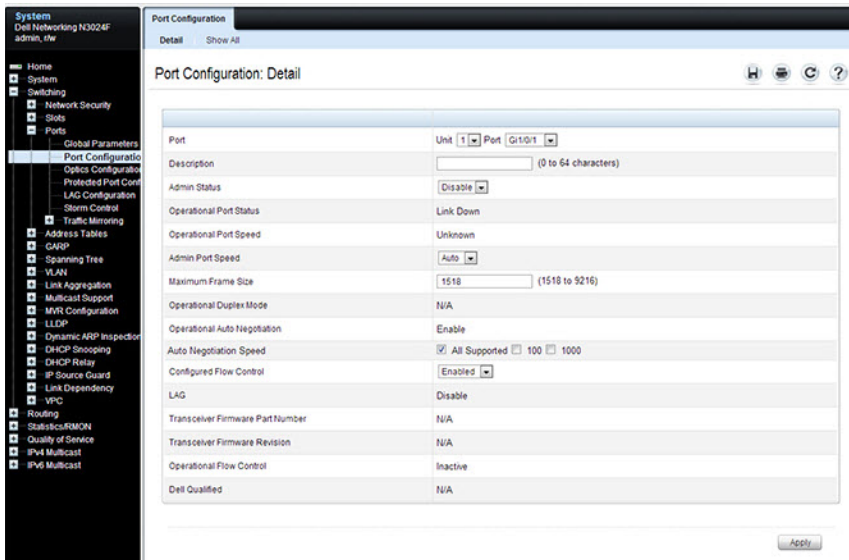 System
Dell Networking N3024F
admin, r/w
Home
System
Switching
Network Security
Slots
Ports
Global Parameters
Port Configuratio
Optics Configuratio
Protected Port Conf
LAG Configuration
Storm Control
Traffic Mirroring
Address Tables
GARP
Spanning Tree
VLAN
Link Aggregation
Multicast Support
MVR Configuration
LLDP
Dynamic ARP Inspection
DHCP Snooping
DHCP Relay
IP Source Guard
Link Dependency
VPC
Routing
Statistics/RMON
Quality of Service
IPv4 Multicast
IPv6 Multicast
Port Configuration
Detail Show All
Port Configuration: Detail
Port Unit 1 Port Gi1/0/1
Description (0 to 64 characters)
Admin Status Disable
Operational Port Status Link Down
Operational Port Speed Unknown
Admin Port Speed Auto
Maximum Frame Size 1518 (1518 to 9216)
Operational Duplex Mode N/A
Operational Auto Negotiation Enable
Auto Negotiation Speed All Supported 100 1000
Configured Flow Control Enabled
LAG Disable
Transceiver Firmware Part Number N/A
Transceiver Firmware Revision N/A
Operational Flow Control Inactive
Dell Qualified N/A
Apply